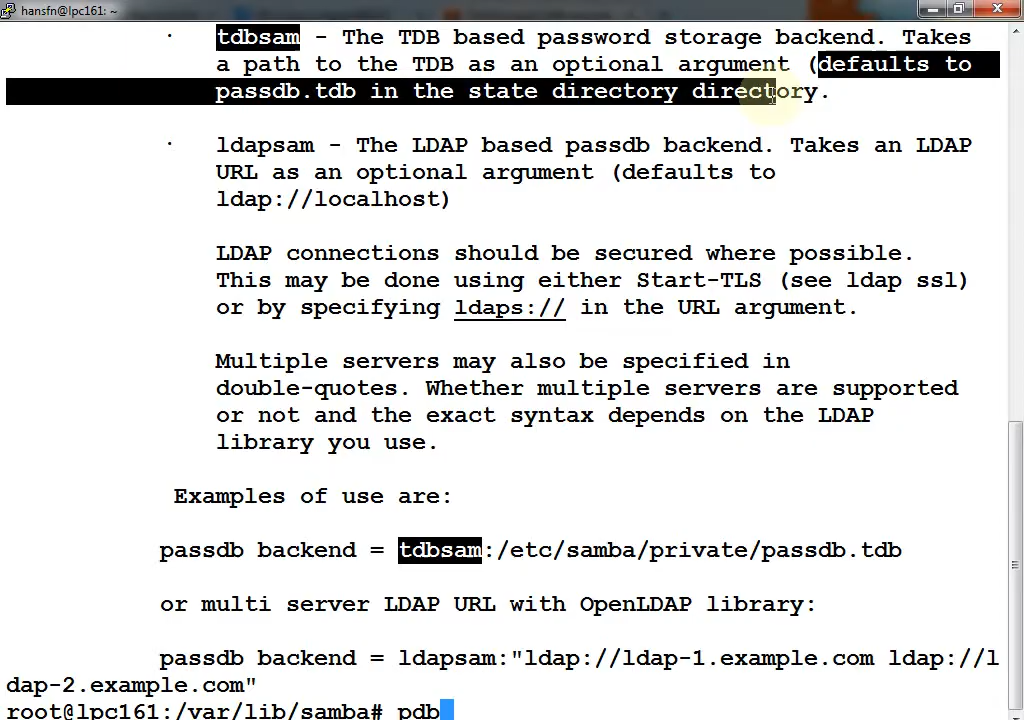 hansfn@lpc161: ~
· tdbsam - The TDB based password storage backend. Takes
a path to the TDB as an optional argument (defaults to
passdb.tdb in the state directory directory.
· ldapsam - The LDAP based passdb backend. Takes an LDAP
URL as an optional argument (defaults to
ldap://localhost)
LDAP connections should be secured where possible.
This may be done using either Start-TLS (see ldap ssl)
or by specifying ldaps:// in the URL argument.
Multiple servers may also be specified in
double-quotes. Whether multiple servers are supported
or not and the exact syntax depends on the LDAP
library you use.
Examples of use are:
passdb backend = tdbsam:/etc/samba/private/passdb.tdb
or multi server LDAP URL with OpenLDAP library:
passdb backend = ldapsam:"ldap://ldap-1.example.com ldap://l
dap-2.example.com"
root@lpc161:/var/lib/samba# pdb